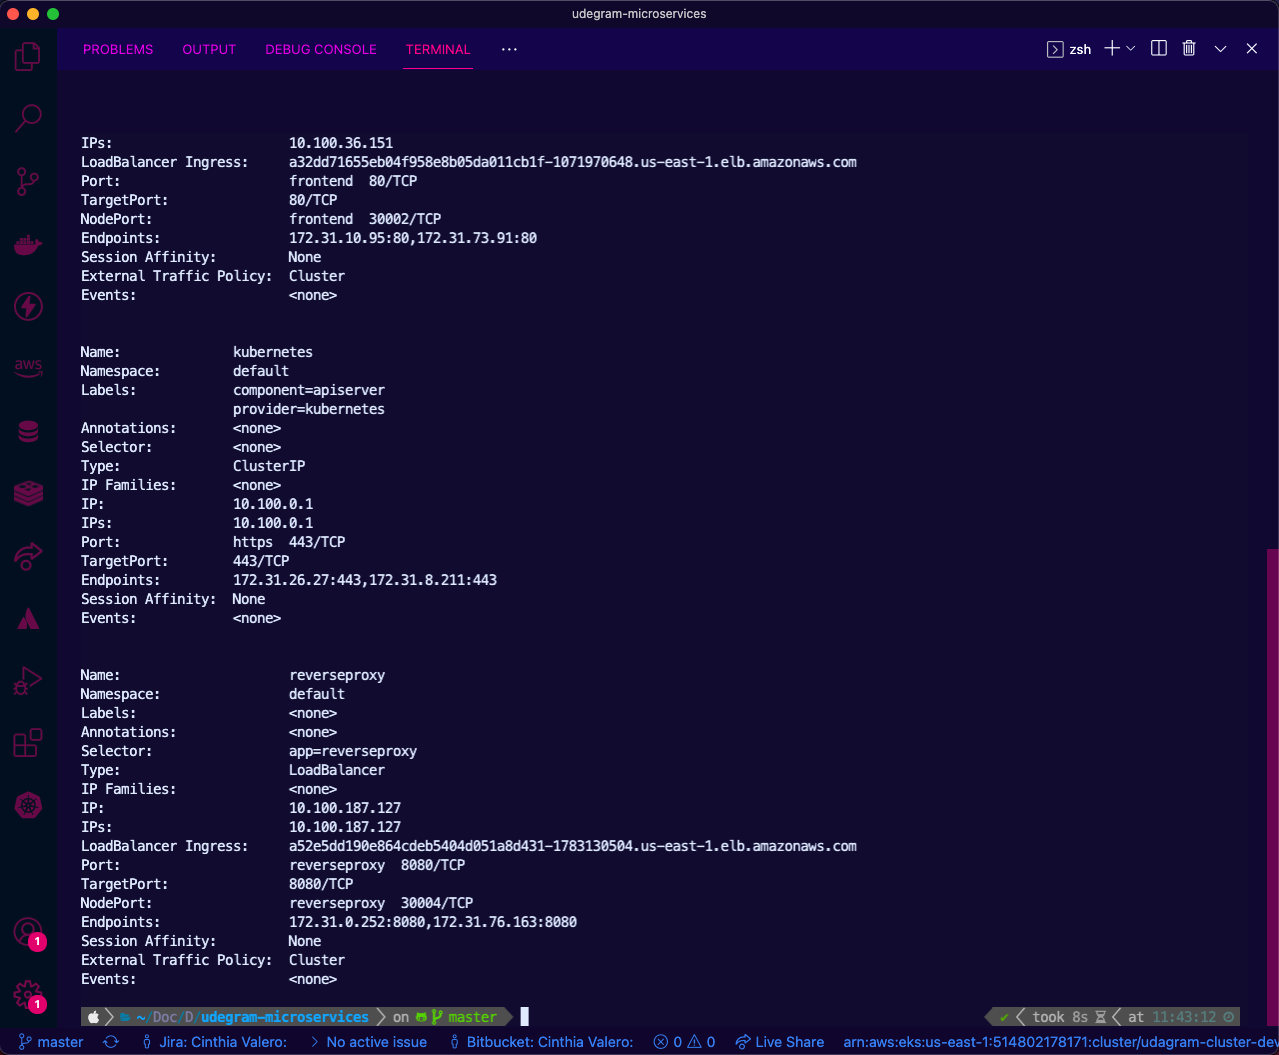 udegram-microservices
PROBLEMS OUTPUT DEBUG CONSOLE TERMINAL ··· zsh
IPs: 10.100.36.151
LoadBalancer Ingress: a32dd71655eb04f958e8b05da011cb1f-1071970648.us-east-1.elb.amazonaws.com
Port: frontend 80/TCP
TargetPort: 80/TCP
NodePort: frontend 30002/TCP
Endpoints: 172.31.10.95:80,172.31.73.91:80
Session Affinity: None
External Traffic Policy: Cluster
Events: <none>
Name: kubernetes
Namespace: default
Labels: component=apiserver
provider=kubernetes
Annotations: <none>
Selector: <none>
Type: ClusterIP
IP Families: <none>
IP: 10.100.0.1
IPs: 10.100.0.1
Port: https 443/TCP
TargetPort: 443/TCP
Endpoints: 172.31.26.27:443,172.31.8.211:443
Session Affinity: None
Events: <none>
Name: reverseproxy
Namespace: default
Labels: <none>
Annotations: <none>
Selector: app=reverseproxy
Type: LoadBalancer
IP Families: <none>
IP: 10.100.187.127
IPs: 10.100.187.127
LoadBalancer Ingress: a52e5dd190e864cdeb5404d051a8d431-1783130504.us-east-1.elb.amazonaws.com
Port: reverseproxy 8080/TCP
TargetPort: 8080/TCP
NodePort: reverseproxy 30004/TCP
Endpoints: 172.31.0.252:8080,172.31.76.163:8080
Session Affinity: None
External Traffic Policy: Cluster
Events: <none>
~/Doc/D/udegram-microservices on master ✔ took 8s at 11:43:12
aws
1
1
master Jira: Cinthia Valero: No active issue Bitbucket: Cinthia Valero: 0 0 Live Share arn:aws:eks:us-east-1:514802178171:cluster/udagram-cluster-dev